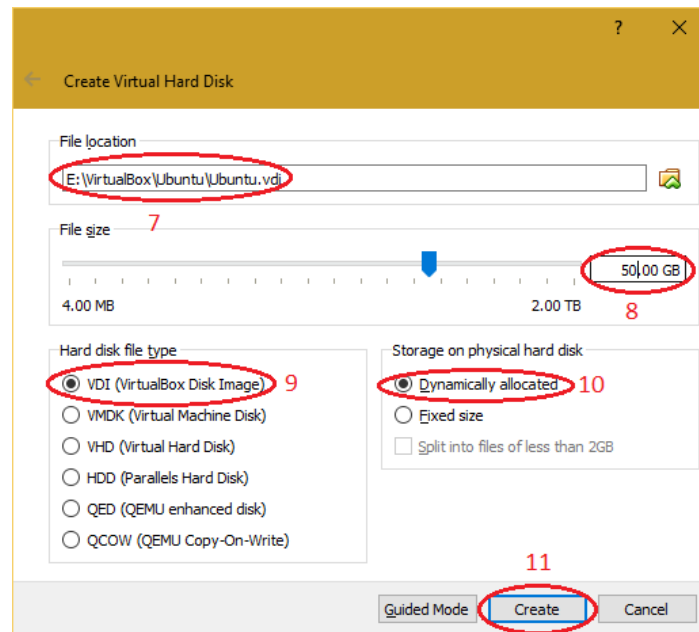 ?
Create Virtual Hard Disk
File location
E:\VirtualBox\Ubuntu\Ubuntu.vdi
7
File size
50.00 GB
4.00 MB 2.00 TB
8
Hard disk file type
VDI (VirtualBox Disk Image) 9
VMDK (Virtual Machine Disk)
VHD (Virtual Hard Disk)
HDD (Parallels Hard Disk)
QED (QEMU enhanced disk)
QCOW (QEMU Copy-On-Write)
Storage on physical hard disk
Dynamically allocated 10
Fixed size
Split into files of less than 2GB
11
Guided Mode Create Cancel